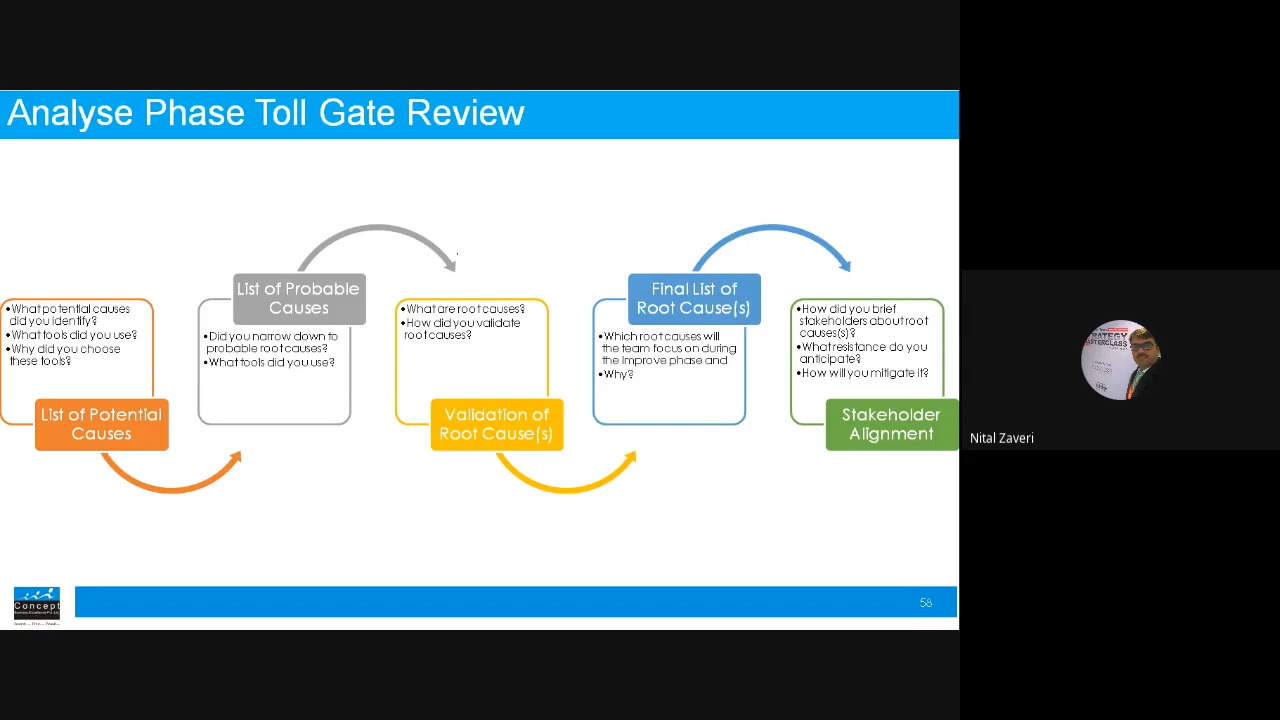 Analyse Phase Toll Gate Review
•What potential causes
did you identify?
•What tools did you use?
•Why did you choose
these tools?
List of Potential
Causes
List of Probable
Causes
•Did you narrow down to
probable root causes?
•What tools did you use?
•What are root causes?
•How did you validate
root causes?
Validation of
Root Cause(s)
Final List of
Root Cause(s)
•Which root causes will
the team focus on during
the Improve phase and
•Why?
•How did you brief
stakeholders about root
causes(s)?
•What resistance do you
anticipate?
•How will you mitigate it?
Stakeholder
Alignment
Concept
58
STRATEGY
MASTERCLASS
Nital Zaveri